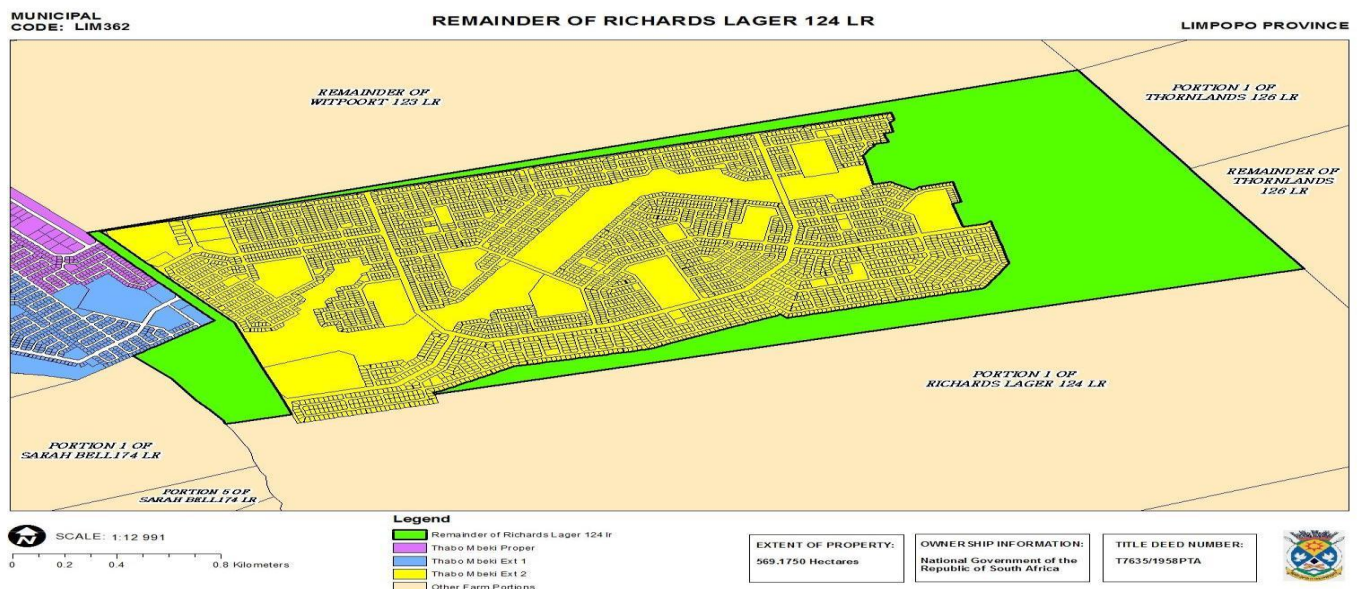 MUNICIPAL
CODE: LIM362
REMAINDER OF RICHARDS LAGER 124 LR
LIMPOPO PROVINCE
REMAINDER OF
WITPOORT 123 LR
PORTION 1 OF
THORNLANDS 126 LR
REMAINDER OF
THORNLANDS
126 LR
PORTION 1 OF
RICHARDS LAGER 124 LR
PORTION 1 OF
SARAH BELL174 LR
PORTION 5 OF
SARAH BELL174 LR
N
SCALE: 1:12 991
0 0.2 0.4 0.8 Kilometers
Legend
Remainder of Richards Lager 124 lr
Thabo Mbeki Proper
Thabo Mbeki Ext 1
Thabo Mbeki Ext 2
Other Farm Portions
EXTENT OF PROPERTY:
569.1750 Hectares
OWNERSHIP INFORMATION:
National Government of the
Republic of South Africa
TITLE DEED NUMBER:
T7635/1958PTA